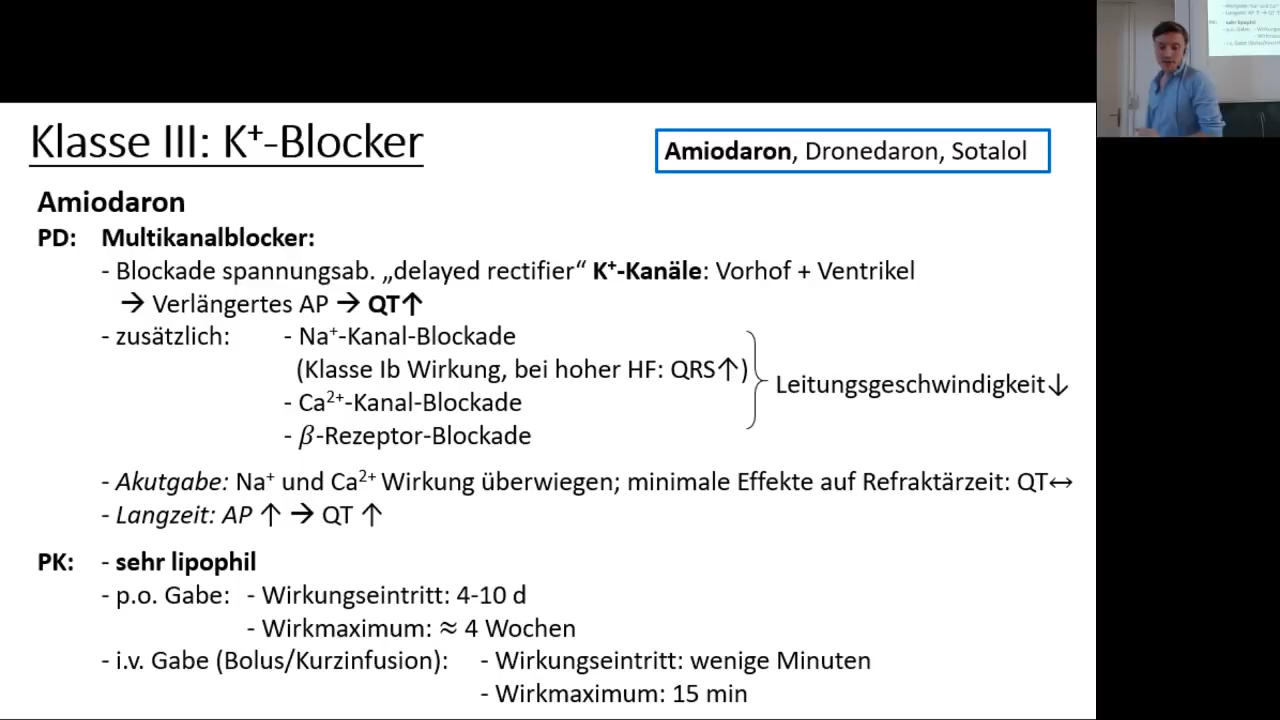 Klasse III: K⁺-Blocker
Amiodaron, Dronedaron, Sotalol
Amiodaron
PD: Multikanalblocker:
- Blockade spannungsab. „delayed rectifier“ K⁺-Kanäle: Vorhof + Ventrikel
→ Verlängertes AP → QT↑
- zusätzlich: - Na⁺-Kanal-Blockade
(Klasse Ib Wirkung, bei hoher HF: QRS↑)
Leitungsgeschwindigkeit↓
- Ca²⁺-Kanal-Blockade
- β-Rezeptor-Blockade
- Akutgabe: Na⁺ und Ca²⁺ Wirkung überwiegen; minimale Effekte auf Refraktärzeit: QT↔
- Langzeit: AP ↑ → QT ↑
PK: - sehr lipophil
- p.o. Gabe: - Wirkungseintritt: 4-10 d
- Wirkmaximum: ≈ 4 Wochen
- i.v. Gabe (Bolus/Kurzinfusion): - Wirkungseintritt: wenige Minuten
- Wirkmaximum: 15 min